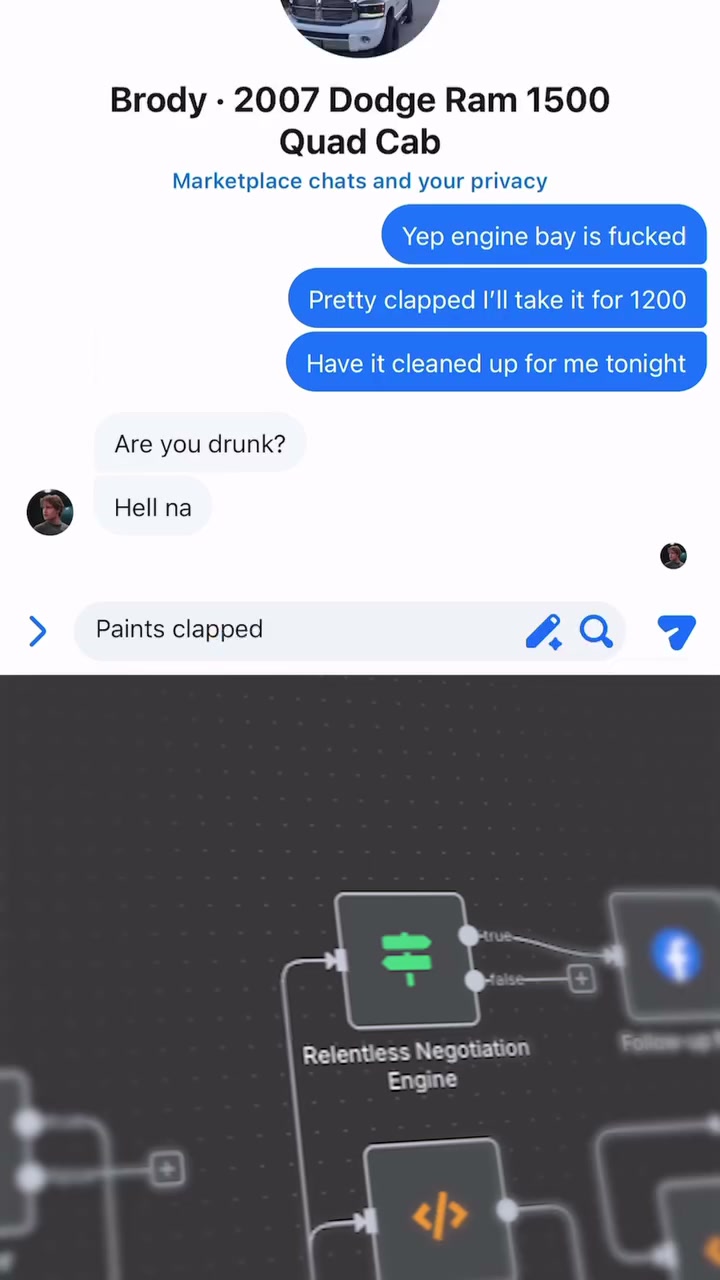 Brody · 2007 Dodge Ram 1500
Quad Cab
Marketplace chats and your privacy
Yep engine bay is fucked
Pretty clapped I’ll take it for 1200
Have it cleaned up for me tonight
Are you drunk?
Hell na
Paints clapped
true
false
Relentless Negotiation
Engine
Follow-up